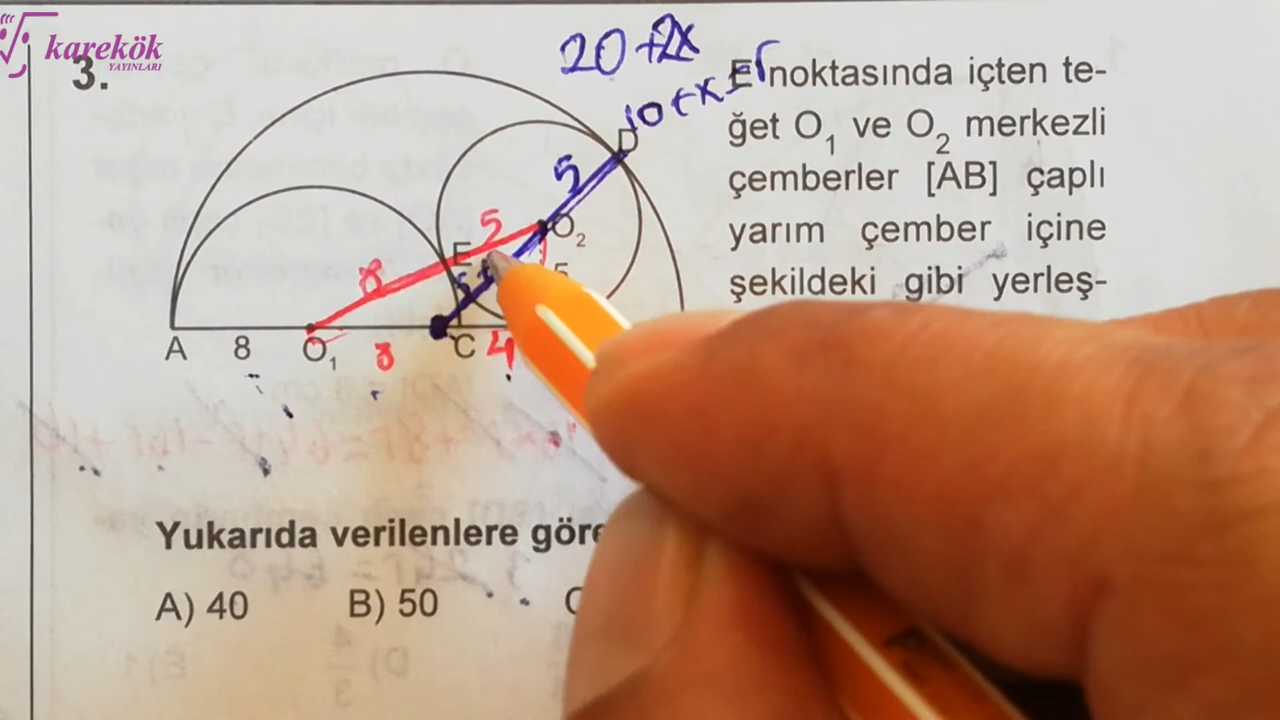 karekök
YAYINLARI
3.
20+2x
10+x=r
E noktasında içten te-
ğet O1 ve O2 merkezli
çemberler [AB] çaplı
yarım çember içine
şekildeki gibi yerleş-
D
5
5
O2
E
8
5
A
8
O1
3
C
4
Yukarıda verilenlere göre
A) 40
B) 50